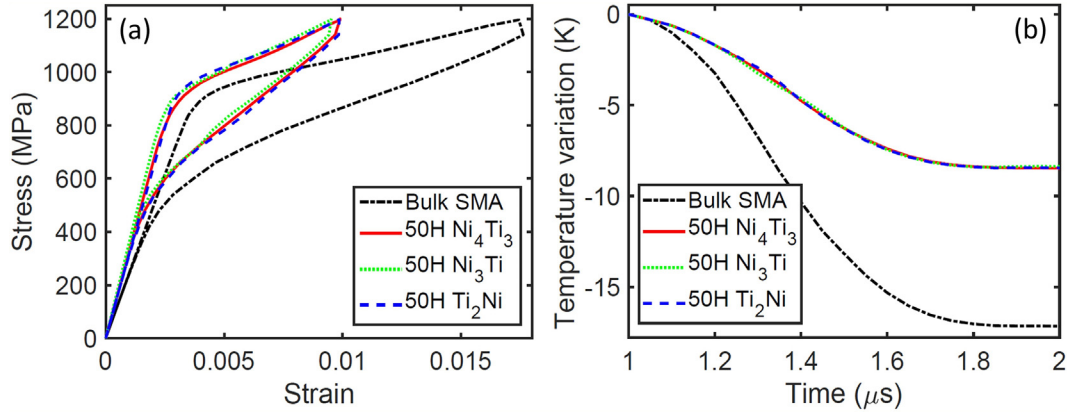 (a)
Stress (MPa)
1200
1000
800
600
400
200
0
0
0.005
0.01
0.015
Strain
Bulk SMA
50H Ni4Ti3
50H Ni3Ti
50H Ti2Ni
(b)
Temperature variation (K)
0
-5
-10
-15
1
1.2
1.4
1.6
1.8
2
Time (μs)
Bulk SMA
50H Ni4Ti3
50H Ni3Ti
50H Ti2Ni